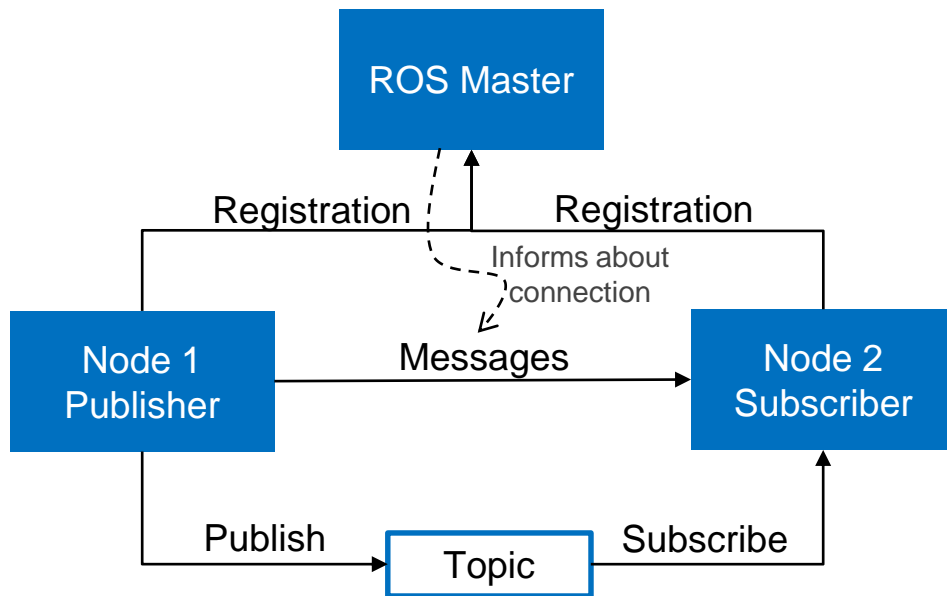 ROS Master
Registration
Registration
Informs about
connection
Node 1
Publisher
Messages
Node 2
Subscriber
Publish
Topic
Subscribe